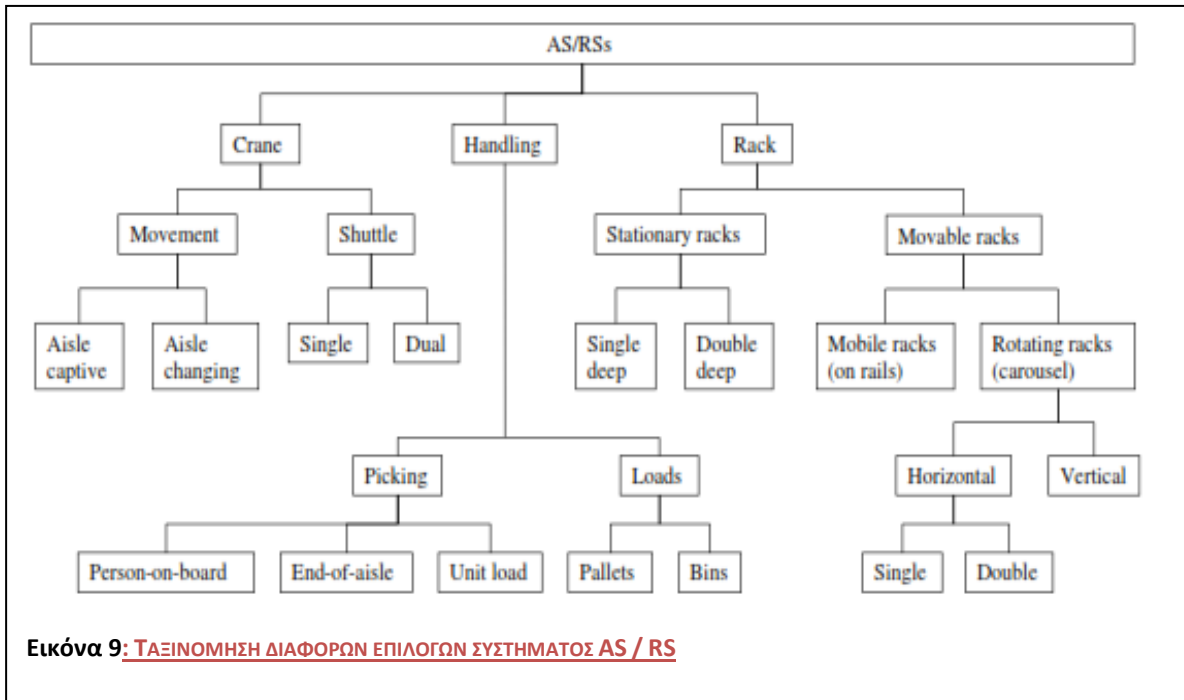 AS/RSs
Crane
Handling
Rack
Movement
Shuttle
Stationary racks
Movable racks
Aisle
captive
Aisle
changing
Single
Dual
Single
deep
Double
deep
Mobile racks
(on rails)
Rotating racks
(carousel)
Picking
Loads
Horizontal
Vertical
Person-on-board
End-of-aisle
Unit load
Pallets
Bins
Single
Double
Εικόνα 9: ΤΑΞΙΝΟΜΗΣΗ ΔΙΑΦΟΡΩΝ ΕΠΙΛΟΓΩΝ ΣΥΣΤΗΜΑΤΟΣ AS / RS